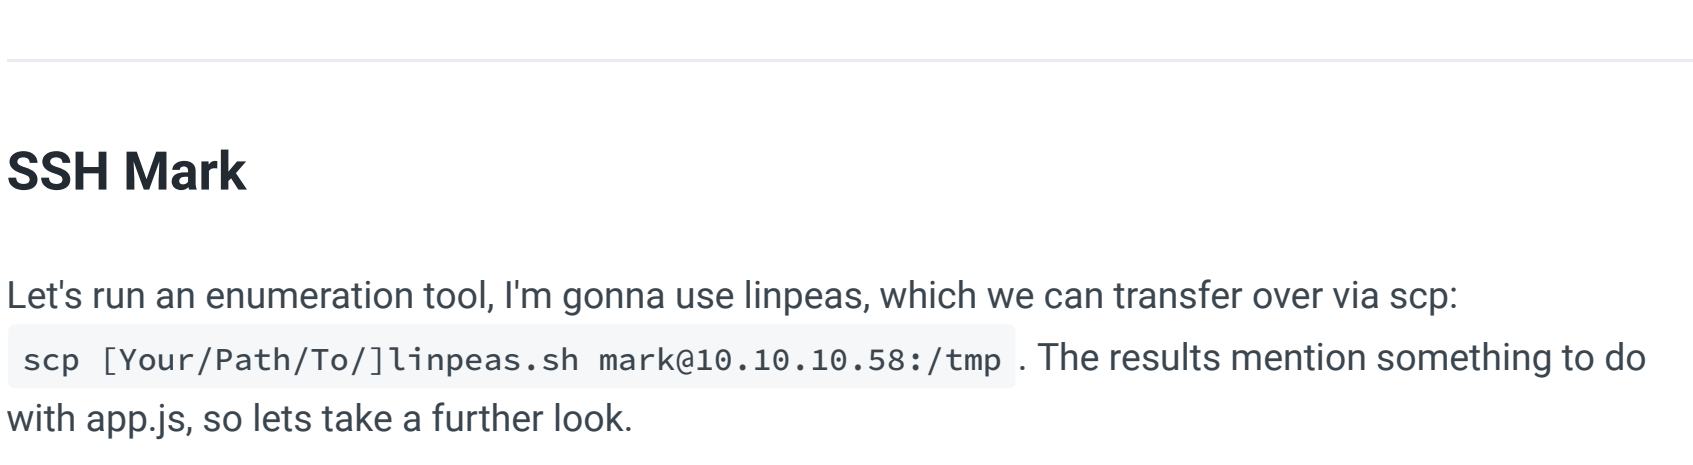 SSH Mark
Let's run an enumeration tool, I'm gonna use linpeas, which we can transfer over via scp:
scp [Your/Path/To/]linpeas.sh mark@10.10.10.58:/tmp . The results mention something to do
with app.js, so lets take a further look.